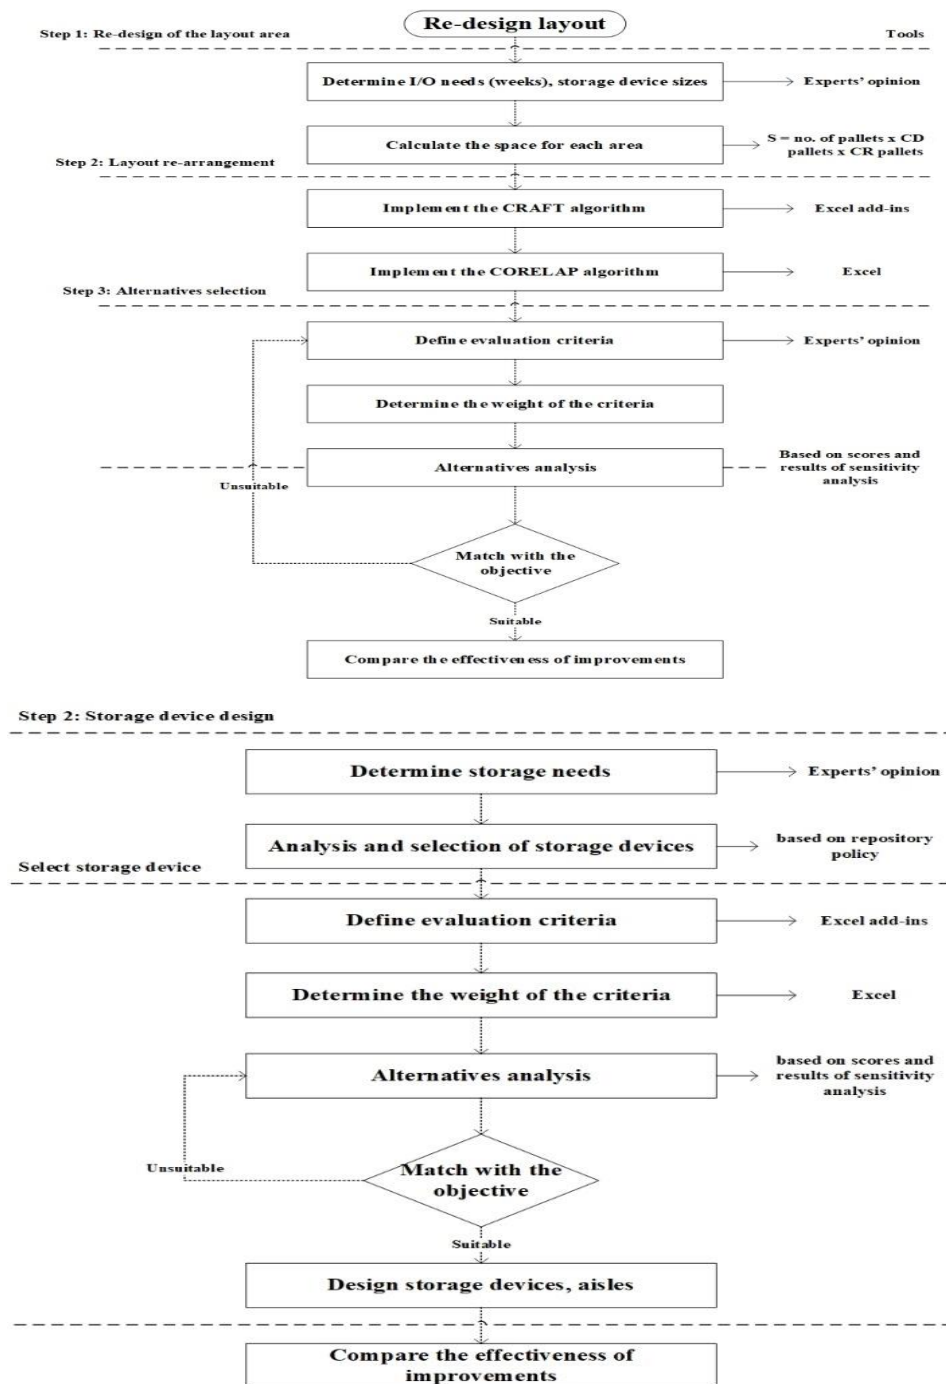 Re-design layout
Step 1: Re-design of the layout area
Tools
Determine I/O needs (weeks), storage device sizes
Experts' opinion
Calculate the space for each area
S = no. of pallets x CD
pallets x CR pallets
Step 2: Layout re-arrangement
Implement the CRAFT algorithm
Excel add-ins
Implement the CORELAP algorithm
Excel
Step 3: Alternatives selection
Define evaluation criteria
Experts' opinion
Determine the weight of the criteria
Alternatives analysis
Based on scores and
results of sensitivity
analysis
Unsuitable
Match with the
objective
Suitable
Compare the effectiveness of improvements
Step 2: Storage device design
Determine storage needs
Experts' opinion
Analysis and selection of storage devices
based on repository
policy
Select storage device
Define evaluation criteria
Excel add-ins
Determine the weight of the criteria
Excel
Alternatives analysis
based on scores and
results of sensitivity
analysis
Unsuitable
Match with the
objective
Suitable
Design storage devices, aisles
Compare the effectiveness of
improvements